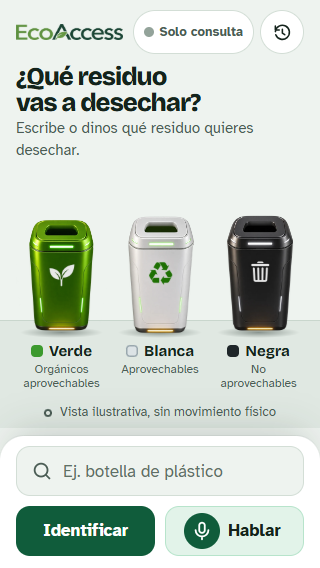 EcoAccess
Solo consulta
¿Qué residuo
vas a desechar?
Escribe o dinos qué residuo quieres
desechar.
Verde
Orgánicos
aprovechables
Blanca
Aprovechables
Negra
No
aprovechables
Vista ilustrativa, sin movimiento físico
Ej. botella de plástico
Identificar
Hablar